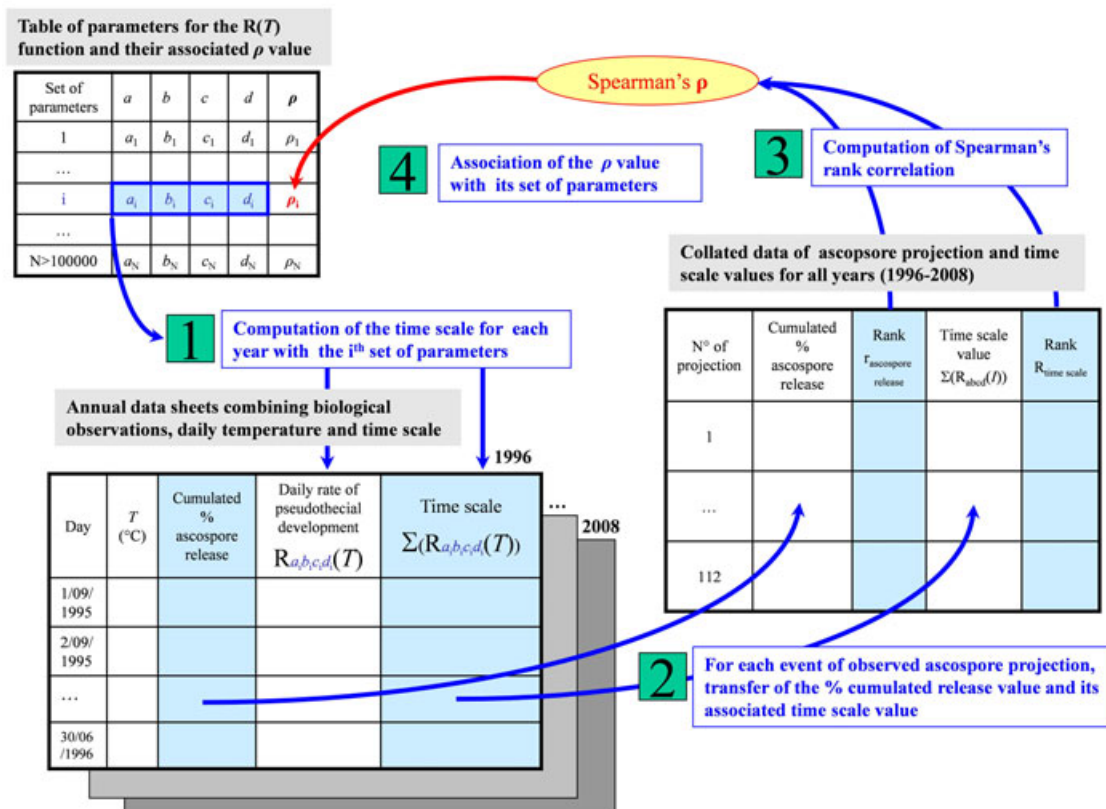 Table of parameters for the R(T)
function and their associated ρ value
Set of
parameters
a
b
c
d
ρ
1
a1
b1
c1
d1
ρ1
...
i
ai
bi
ci
di
ρi
...
N>100000
aN
bN
cN
dN
ρN
Spearman's ρ
4
Association of the ρ value
with its set of parameters
3
Computation of Spearman's
rank correlation
1
Computation of the time scale for each
year with the ith set of parameters
Collated data of ascopsore projection and time
scale values for all years (1996-2008)
N° of
projection
Cumulated
%
ascospore
release
Rank
rascospore
release
Time scale
value
Σ(Rabcd(I))
Rank
Rtime scale
1
...
112
Annual data sheets combining biological
observations, daily temperature and time scale
1996
...
2008
Day
T
(°C)
Cumulated
%
ascospore
release
Daily rate of
pseudothecial
development
Raibicidi(T)
Time scale
Σ(Raibicidi(T))
1/09/
1995
2/09/
1995
...
30/06
/1996
2
For each event of observed ascospore projection,
transfer of the % cumulated release value and its
associated time scale value